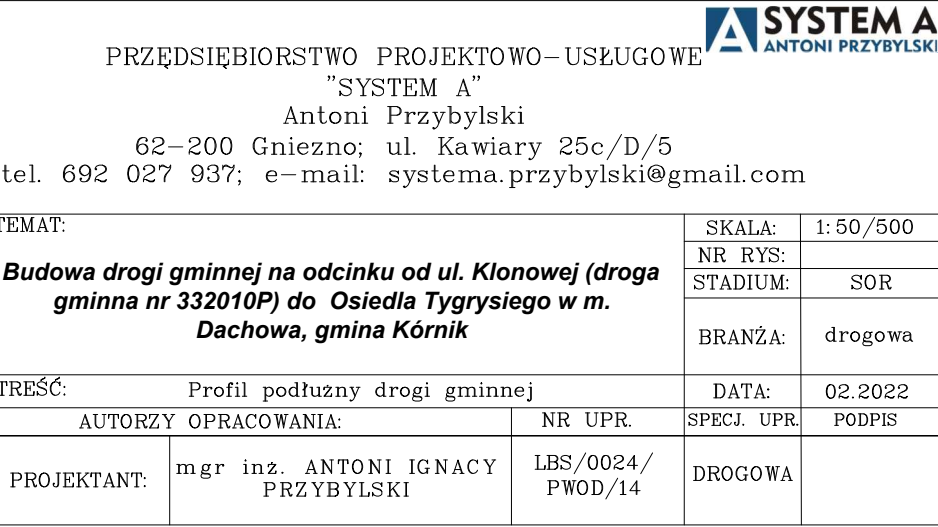 SYSTEM A
ANTONI PRZYBYLSKI
PRZĘDSIĘBIORSTWO PROJEKTOWO-USŁUGOWE
"SYSTEM A"
Antoni Przybylski
62-200 Gniezno; ul. Kawiary 25c/D/5
tel. 692 027 937; e-mail: systema.przybylski@gmail.com
TEMAT:
Budowa drogi gminnej na odcinku od ul. Klonowej (droga
gminna nr 332010P) do Osiedla Tygrysiego w m.
Dachowa, gmina Kórnik
SKALA: 1:50/500
NR RYS:
STADIUM: SOR
BRANŻA: drogowa
TREŚĆ: Profil podłużny drogi gminnej
DATA: 02.2022
AUTORZY OPRACOWANIA: NR UPR. SPECJ. UPR. PODPIS
PROJEKTANT:
mgr inż. ANTONI IGNACY
PRZYBYLSKI
LBS/0024/
PWOD/14
DROGOWA